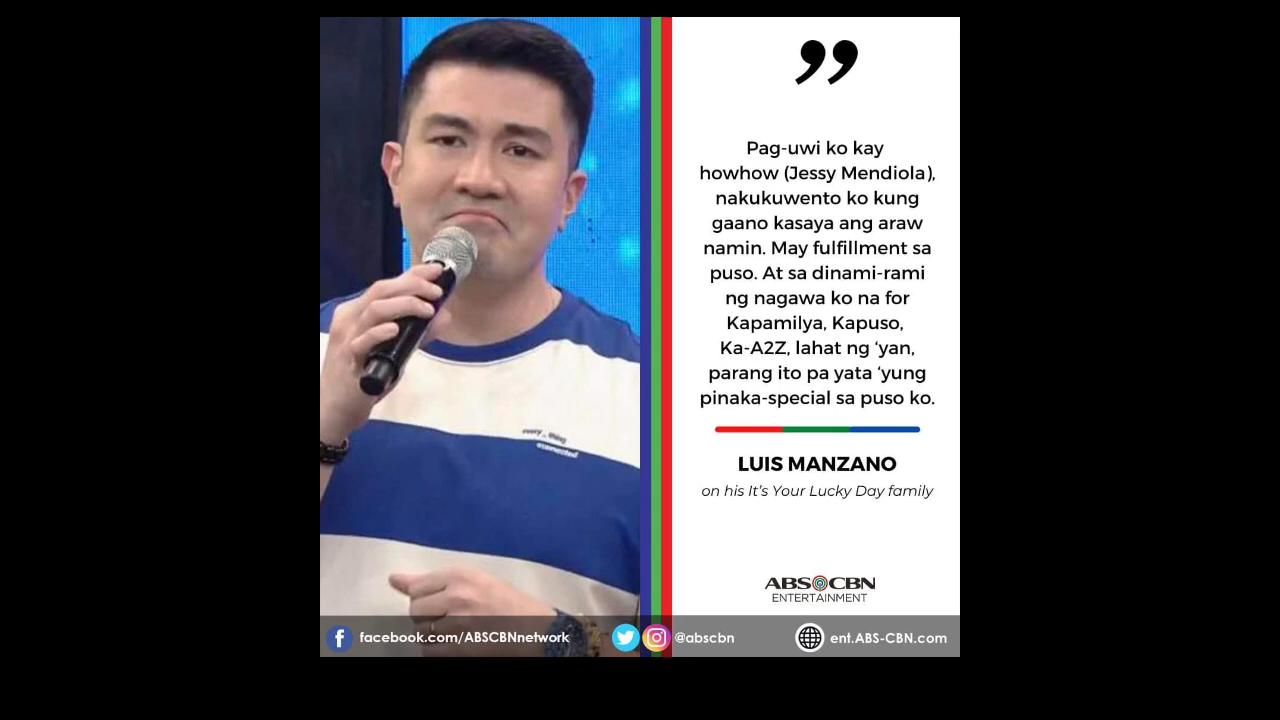 ”
Pag-uwi ko kay
howhow (Jessy Mendiola),
nakukuwento ko kung
gaano kasaya ang araw
namin. May fulfillment sa
puso. At sa dinami-rami
ng nagawa ko na for
Kapamilya, Kapuso,
Ka-A2Z, lahat ng ‘yan,
parang ito pa yata ‘yung
pinaka-special sa puso ko.
LUIS MANZANO
on his It's Your Lucky Day family
ABS CBN
ENTERTAINMENT
every_thing
connected
facebook.com/ABSCBNnetwork
@abscbn
ent.ABS-CBN.com